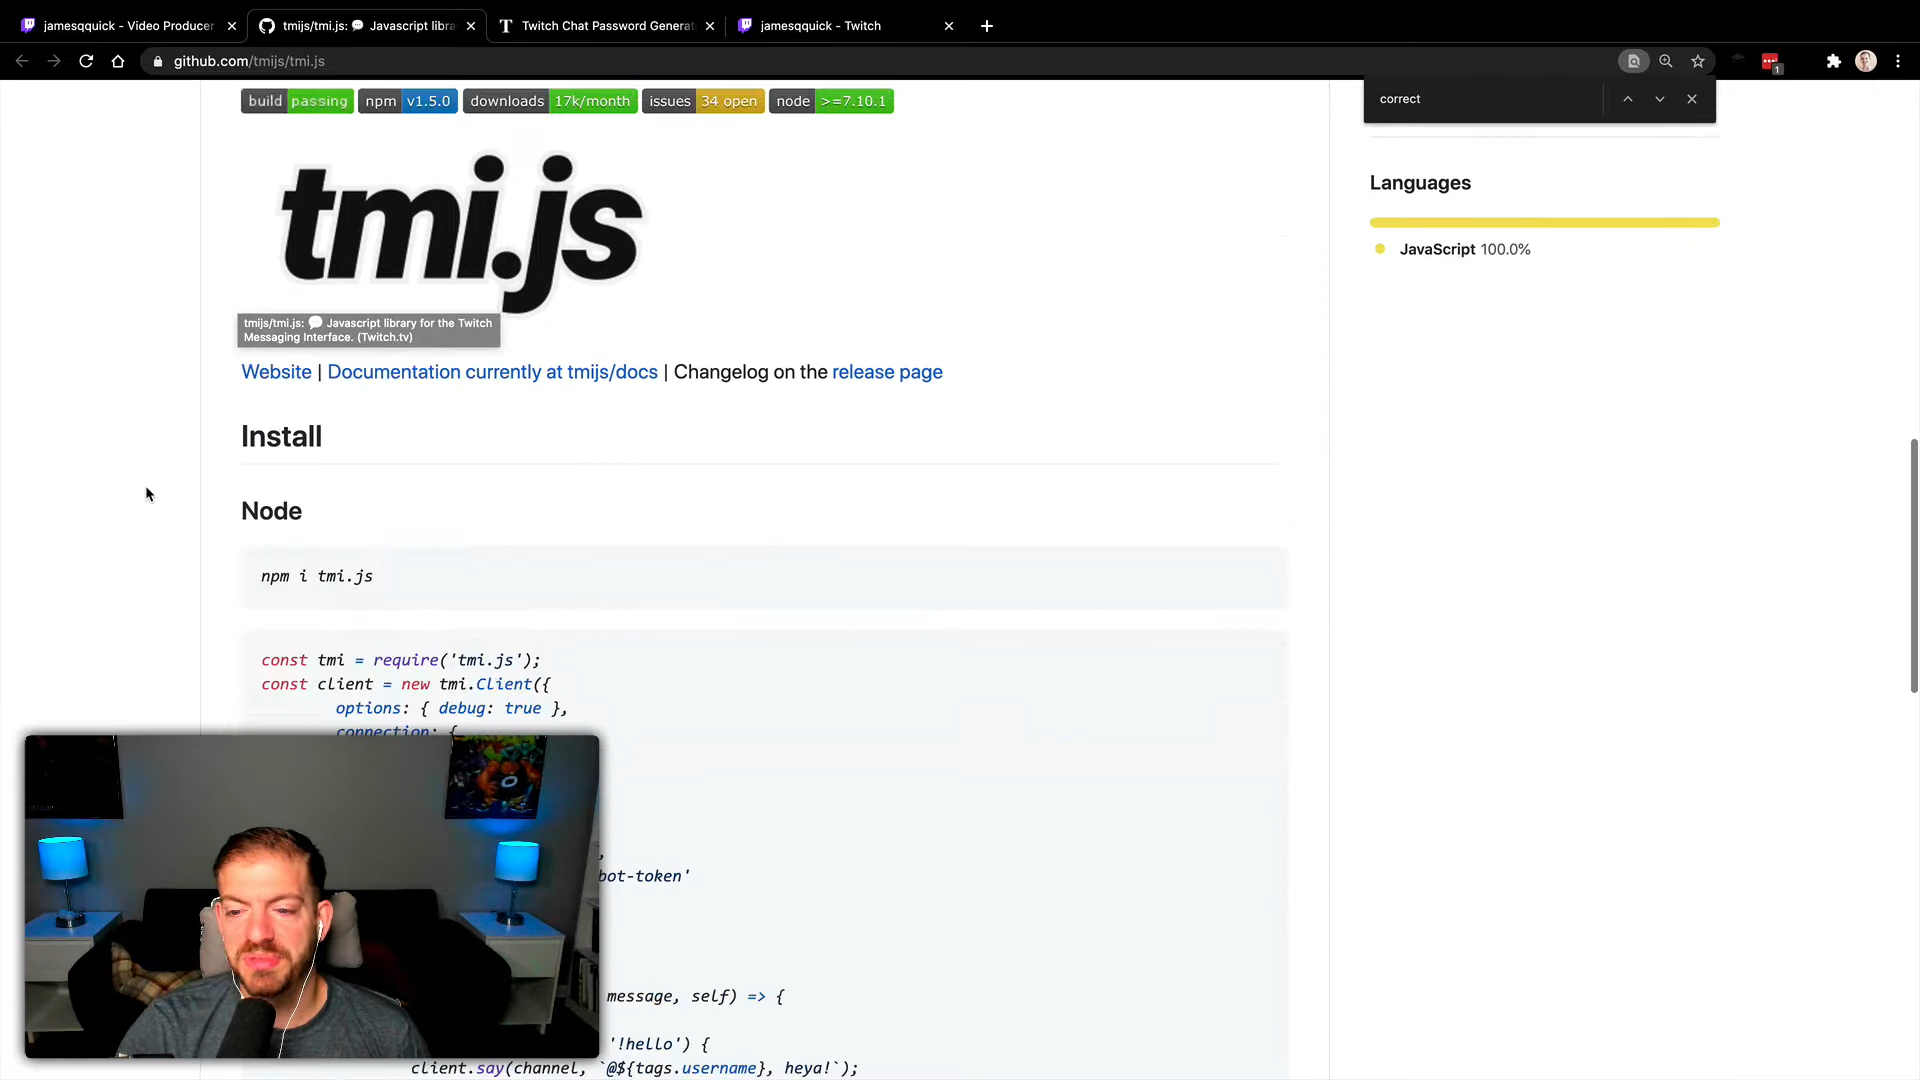 jamesqquick - Video Producer
tmijs/tmi.js: 💬 Javascript libra
Twitch Chat Password Generat
jamesqquick - Twitch
github.com/tmijs/tmi.js
1
correct
build passing
npm v1.5.0
downloads 17k/month
issues 34 open
node >=7.10.1
tmi.js
tmijs/tmi.js: 💬 Javascript library for the Twitch
Messaging Interface. (Twitch.tv)
Website | Documentation currently at tmijs/docs | Changelog on the release page
Install
Node
npm i tmi.js
const tmi = require('tmi.js');
const client = new tmi.Client({
options: { debug: true },
connection: {
,
bot-token'
message, self) => {
'!hello') {
client.say(channel, `@${tags.username}, heya!`);
Languages
JavaScript 100.0%